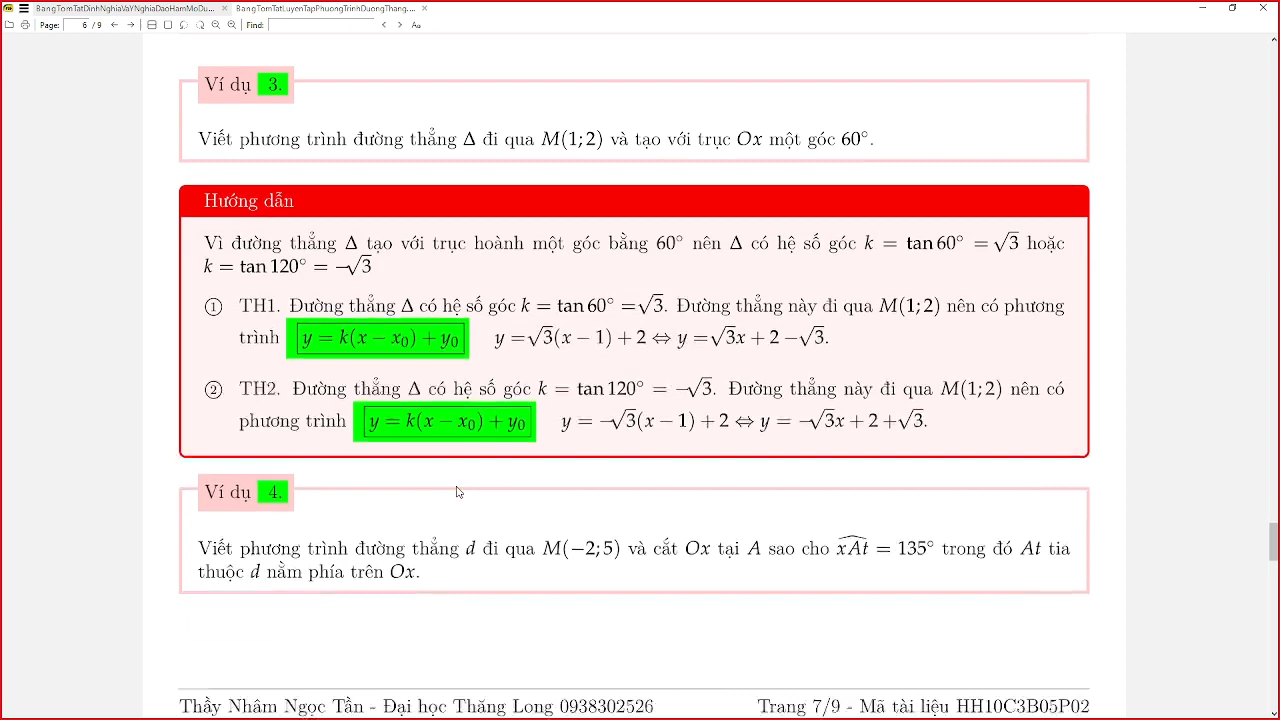 BangTomTatDinhNghiaVaYNghiaDaoHamMoDu... × BangTomTatLuyenTapPhuongTrinhDuongThang.... ×
Page: 6 / 9 Find: Aa
Ví dụ 3.
Viết phương trình đường thẳng Δ đi qua M(1; 2) và tạo với trục Ox một góc 60°.
Hướng dẫn
Vì đường thẳng Δ tạo với trục hoành một góc bằng 60° nên Δ có hệ số góc k = tan 60° = √3 hoặc
k = tan 120° = −√3
① TH1. Đường thẳng Δ có hệ số góc k = tan 60° = √3. Đường thẳng này đi qua M(1; 2) nên có phương
trình y = k(x − x₀) + y₀ y = √3(x − 1) + 2 ⇔ y = √3x + 2 − √3.
② TH2. Đường thẳng Δ có hệ số góc k = tan 120° = −√3. Đường thẳng này đi qua M(1; 2) nên có
phương trình y = k(x − x₀) + y₀ y = −√3(x − 1) + 2 ⇔ y = −√3x + 2 + √3.
Ví dụ 4.
Viết phương trình đường thẳng d đi qua M(−2; 5) và cắt Ox tại A sao cho xAt = 135° trong đó At tia
thuộc d nằm phía trên Ox.
Thầy Nhâm Ngọc Tần - Đại học Thăng Long 0938302526 Trang 7/9 - Mã tài liệu HH10C3B05P02